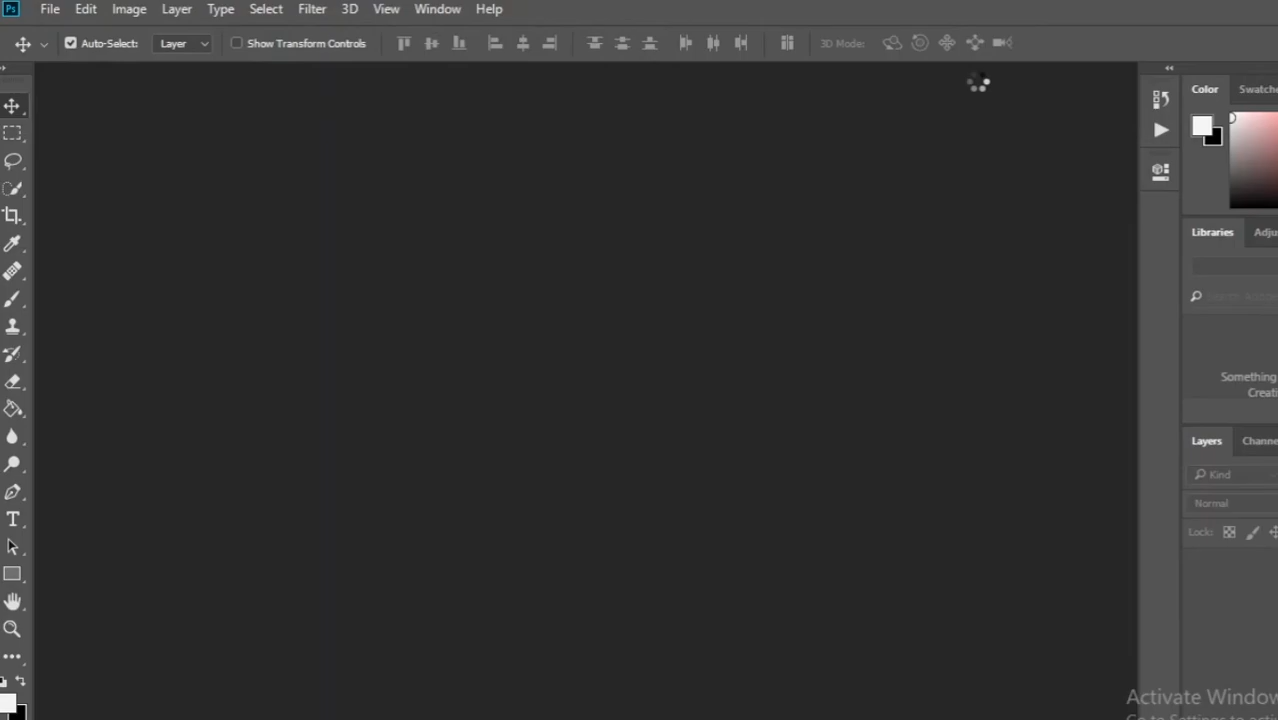 Ps File Edit Image Layer Type Select Filter 3D View Window Help
Auto-Select: Layer Show Transform Controls 3D Mode:
Color Swatche
Libraries Adju
Something
Creati
Layers Channe
Kind
Normal
Lock:
Activate Window